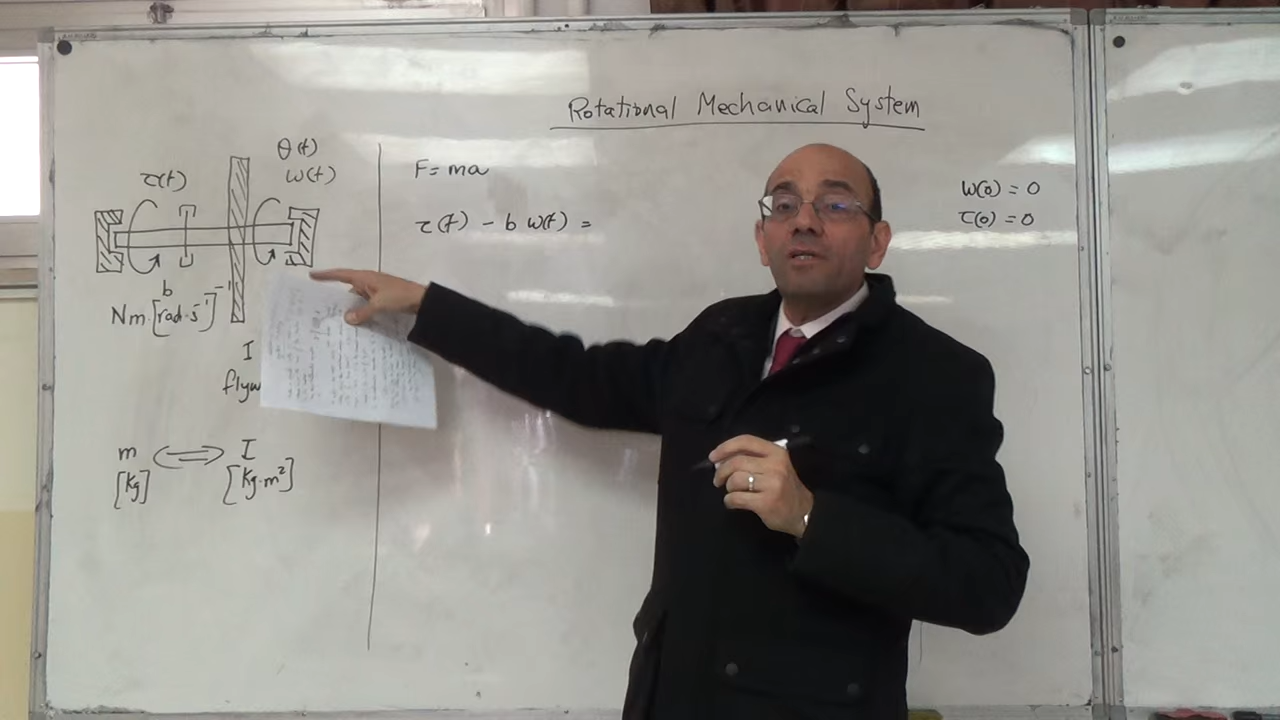 Rotational Mechanical System
θ(t)
τ(t) ω(t)
b
Nm [rad·s⁻¹]⁻¹
I
m ⟺ I
[Kg] [Kg·m²]
F = ma
τ(t) - b ω(t) =
ω(0) = 0
τ(0) = 0